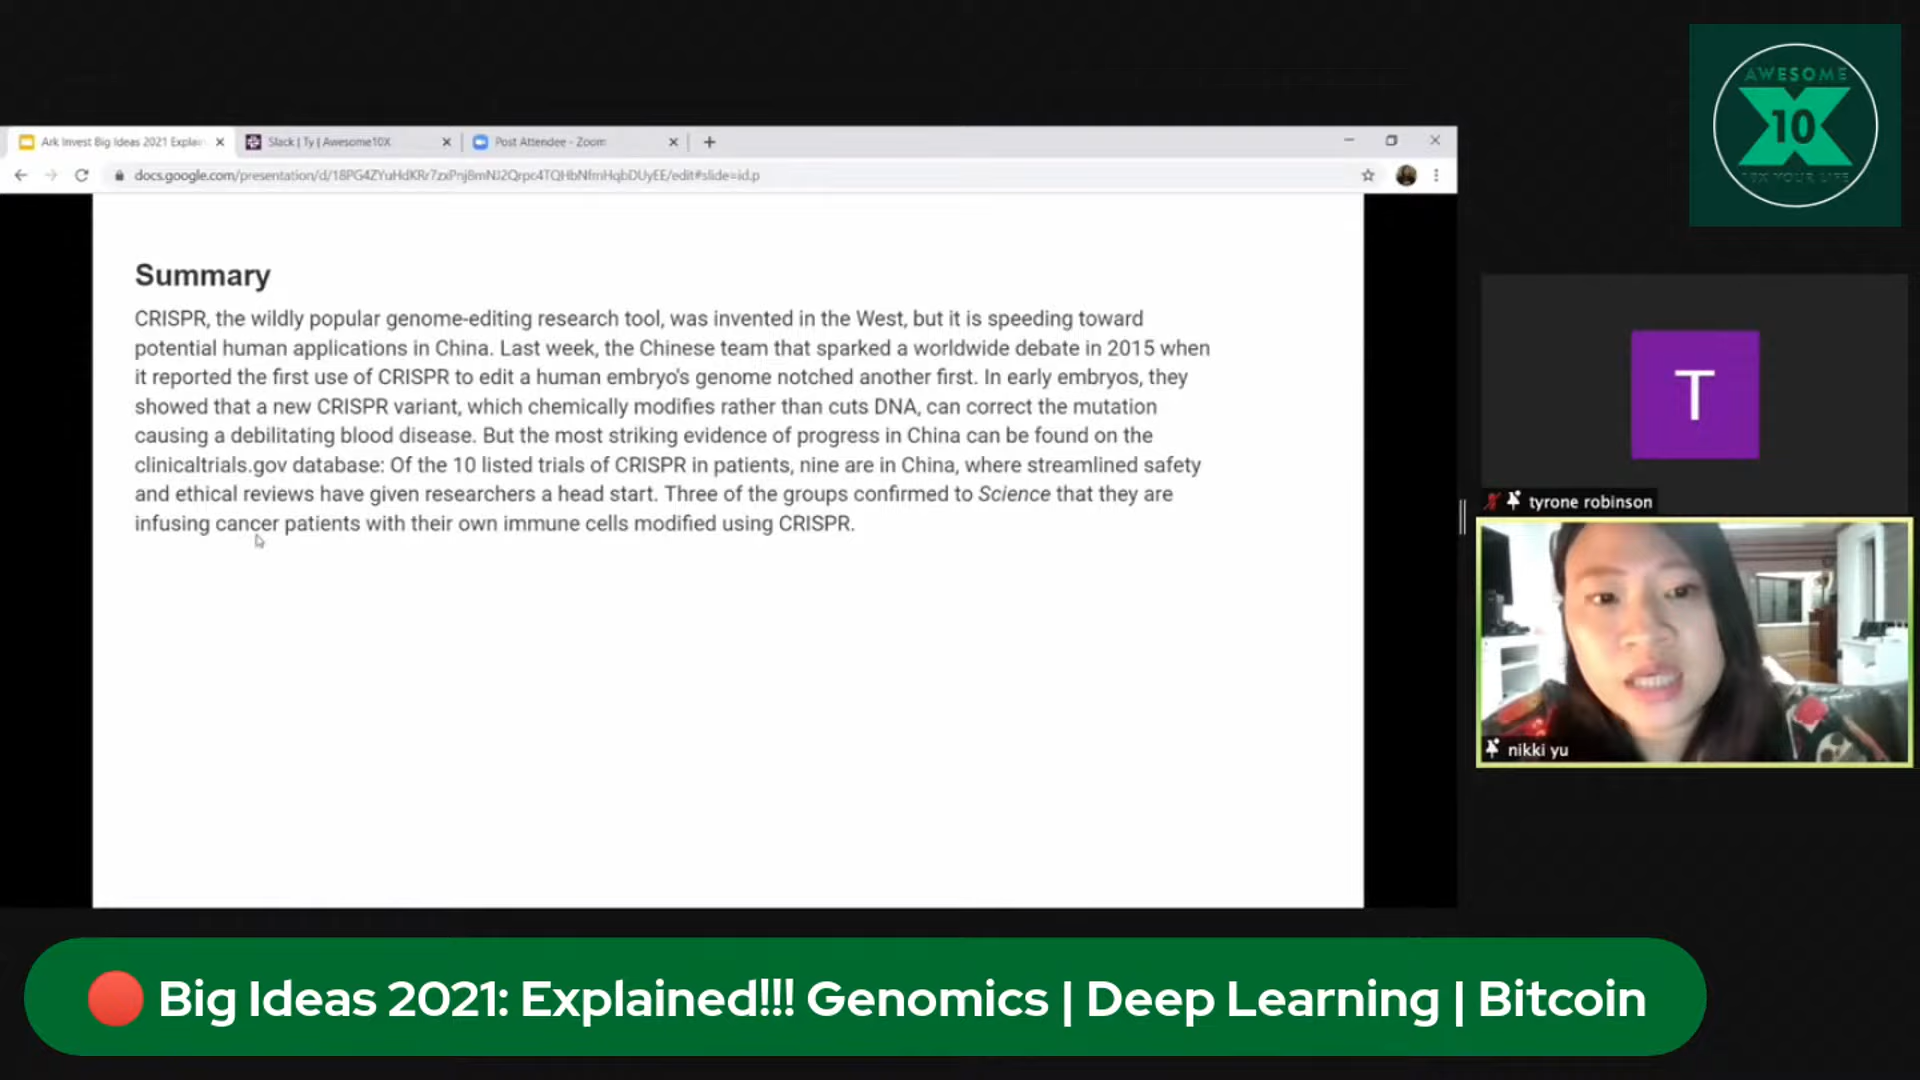 AWESOME
10
10X YOUR LIFE
Ark Invest Big Ideas 2021 Explai
Slack | Ty | Awesome10X
Post Attendee - Zoom
docs.google.com/presentation/d/18PG4ZYuHdKRr7zxPnj8mNJ2Qrpc4TQHbNfmHqbDUyEE/edit#slide=id.p
Summary
CRISPR, the wildly popular genome-editing research tool, was invented in the West, but it is speeding toward
potential human applications in China. Last week, the Chinese team that sparked a worldwide debate in 2015 when
it reported the first use of CRISPR to edit a human embryo's genome notched another first. In early embryos, they
showed that a new CRISPR variant, which chemically modifies rather than cuts DNA, can correct the mutation
causing a debilitating blood disease. But the most striking evidence of progress in China can be found on the
clinicaltrials.gov database: Of the 10 listed trials of CRISPR in patients, nine are in China, where streamlined safety
and ethical reviews have given researchers a head start. Three of the groups confirmed to Science that they are
infusing cancer patients with their own immune cells modified using CRISPR.
T
tyrone robinson
nikki yu
Big Ideas 2021: Explained!!! Genomics | Deep Learning | Bitcoin